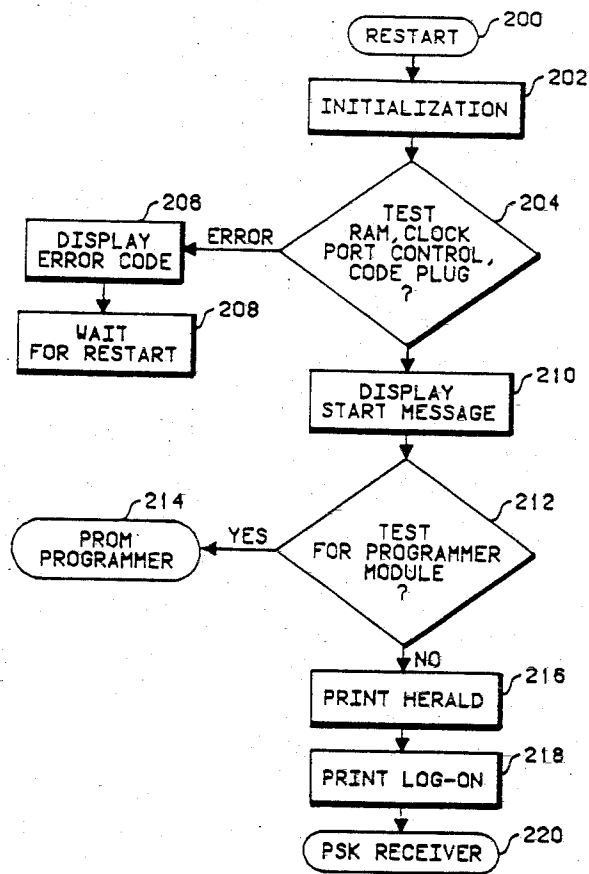 RESTART
200
INITIALIZATION
202
TEST
RAM, CLOCK
PORT CONTROL,
CODE PLUG
?
204
ERROR
206
DISPLAY
ERROR CODE
208
WAIT
FOR RESTART
210
DISPLAY
START MESSAGE
212
TEST
FOR PROGRAMMER
MODULE
?
YES
214
PROM
PROGRAMMER
NO
216
PRINT HERALD
218
PRINT LOG-ON
220
PSK RECEIVER